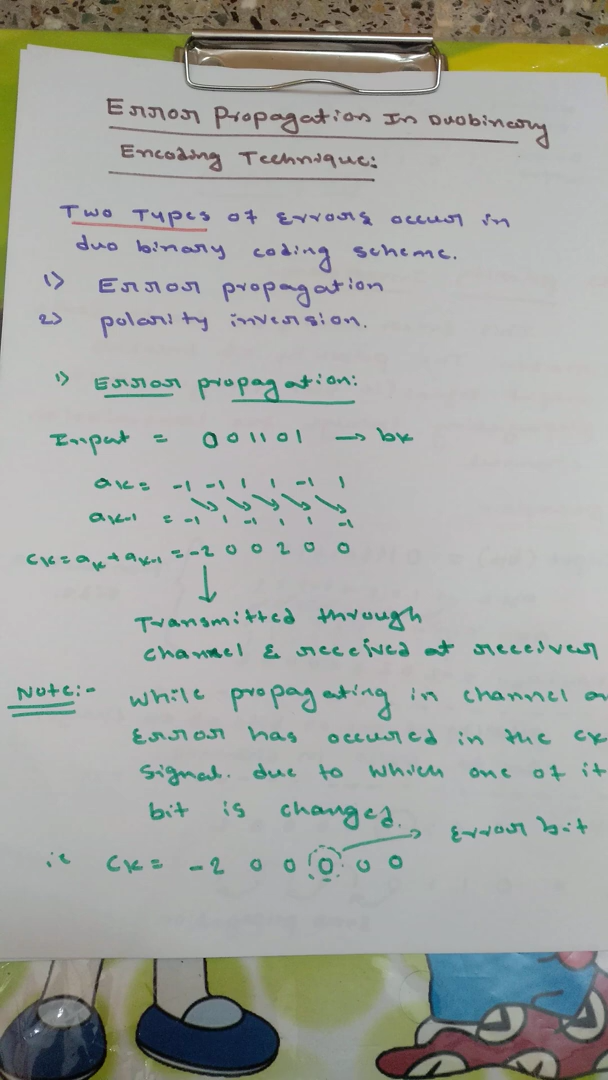 Error Propagation In Duobinary
Encoding Technique:
Two Types of Errors occur in
duo binary coding scheme.
1) Error propagation
2) polarity inversion.
1) Error propagation:
Input = 0 0 1 1 0 1 → bk
ak = -1 -1 1 1 -1 1
ak-1 = -1 1 -1 1 1 -1
ck = ak + ak-1 = -2 0 0 2 0 0
↓
Transmitted through
channel & received at receiver
Note:- While propagating in channel an
Error has occured in the ck
signal. due to which one of it
bit is changed.
→ Error bit
ie ck = -2 0 0 0 0 0